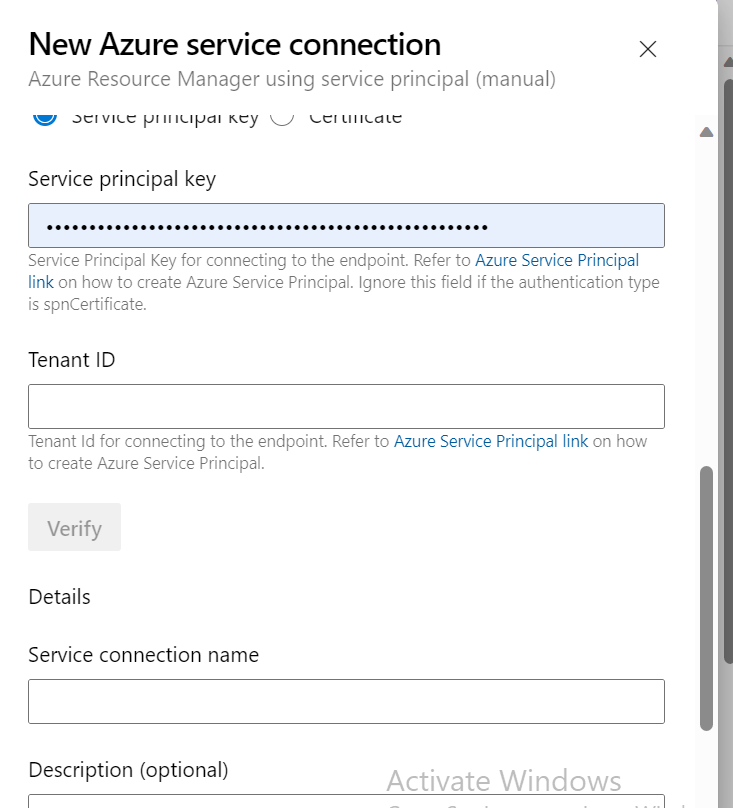 New Azure service connection
Azure Resource Manager using service principal (manual)
Service principal key Certificate
Service principal key
••••••••••••••••••••••••••••••••••••••••••••••••••••
Service Principal Key for connecting to the endpoint. Refer to Azure Service Principal
link on how to create Azure Service Principal. Ignore this field if the authentication type
is spnCertificate.
Tenant ID
Tenant Id for connecting to the endpoint. Refer to Azure Service Principal link on how
to create Azure Service Principal.
Verify
Details
Service connection name
Description (optional)
Activate Windows